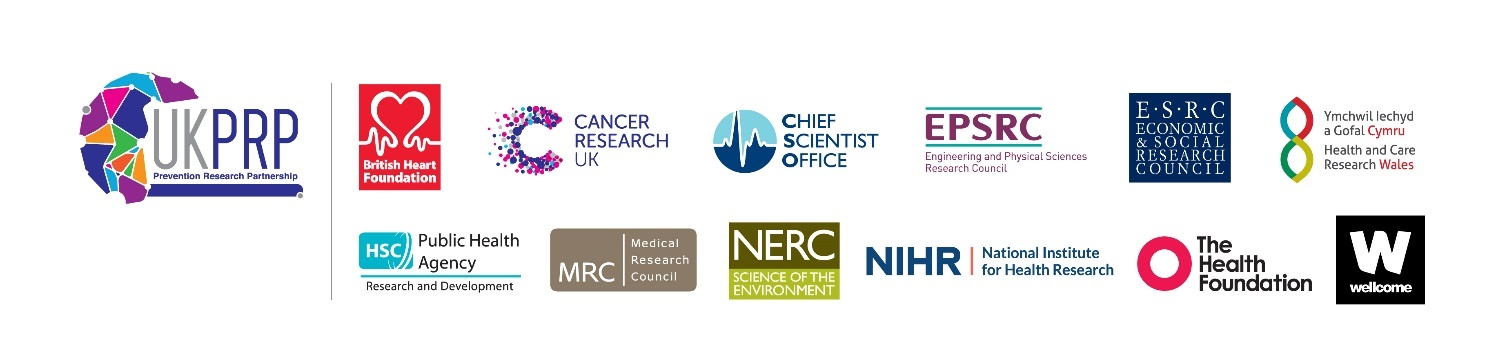 UKPRP
Prevention Research Partnership
British Heart
Foundation
CANCER
RESEARCH
UK
CHIEF
SCIENTIST
OFFICE
EPSRC
Engineering and Physical Sciences
Research Council
E·S·R·C
ECONOMIC
& SOCIAL
RESEARCH
COUNCIL
Ymchwil Iechyd
a Gofal Cymru
Health and Care
Research Wales
HSC
Public Health
Agency
Research and Development
MRC
Medical
Research
Council
NERC
SCIENCE OF THE
ENVIRONMENT
NIHR
National Institute
for Health Research
The
Health
Foundation
W
wellcome